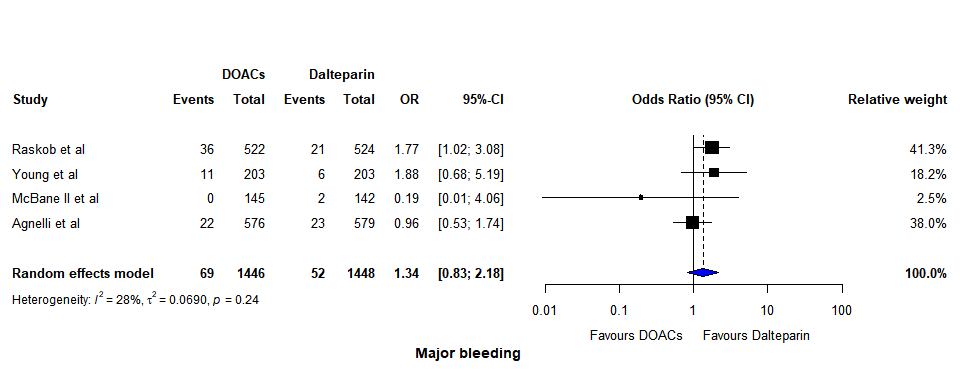 DOACs Dalteparin
Study Events Total Events Total OR 95%-CI Odds Ratio (95% CI) Relative weight
Raskob et al 36 522 21 524 1.77 [1.02; 3.08] 41.3%
Young et al 11 203 6 203 1.88 [0.68; 5.19] 18.2%
McBane II et al 0 145 2 142 0.19 [0.01; 4.06] 2.5%
Agnelli et al 22 576 23 579 0.96 [0.53; 1.74] 38.0%
Random effects model 69 1446 52 1448 1.34 [0.83; 2.18] 100.0%
Heterogeneity: I² = 28%, τ² = 0.0690, p = 0.24
0.01 0.1 1 10 100
Favours DOACs Favours Dalteparin
Major bleeding